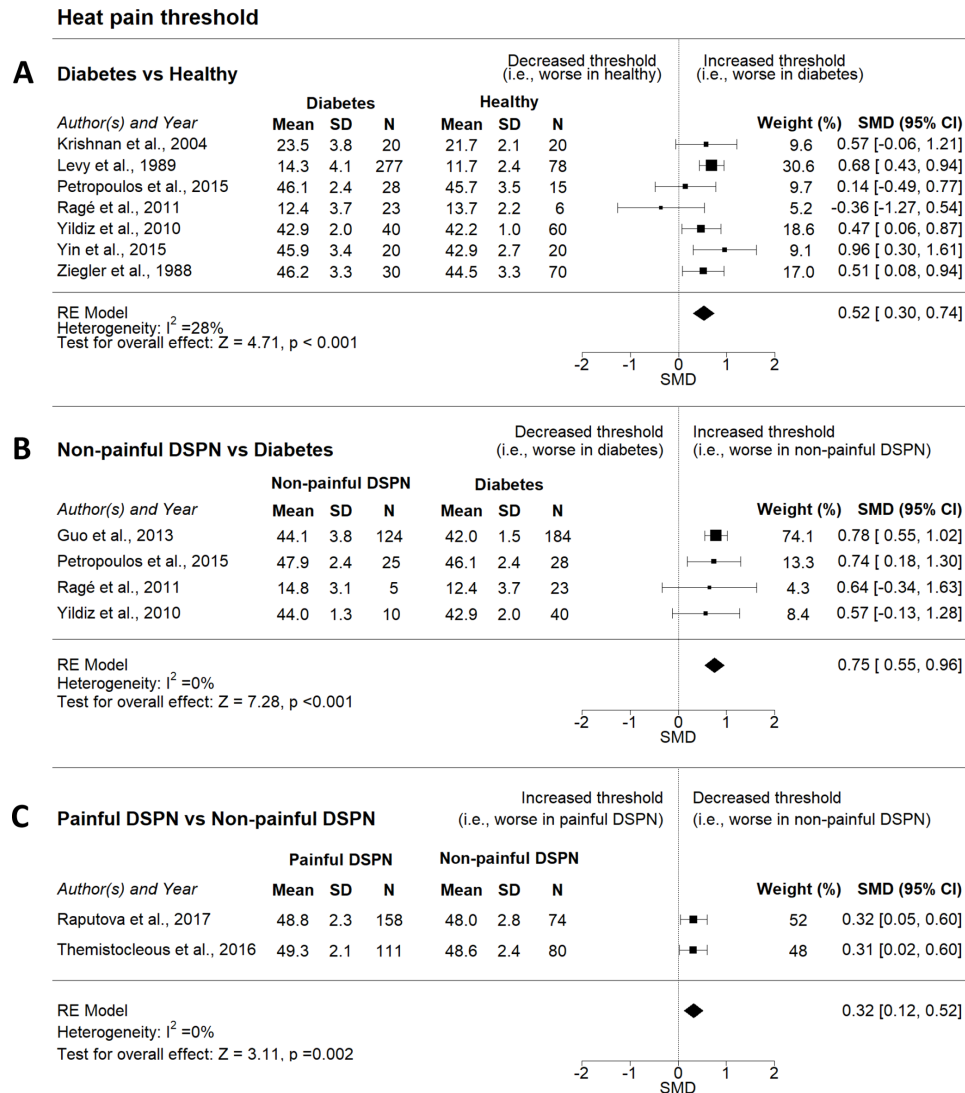 Heat pain threshold
A
Diabetes vs Healthy
Decreased threshold
(i.e., worse in healthy)
Increased threshold
(i.e., worse in diabetes)
Diabetes Healthy
Author(s) and Year Mean SD N Mean SD N Weight (%) SMD (95% CI)
Krishnan et al., 2004 23.5 3.8 20 21.7 2.1 20 9.6 0.57 [-0.06, 1.21]
Levy et al., 1989 14.3 4.1 277 11.7 2.4 78 30.6 0.68 [ 0.43, 0.94]
Petropoulos et al., 2015 46.1 2.4 28 45.7 3.5 15 9.7 0.14 [-0.49, 0.77]
Ragé et al., 2011 12.4 3.7 23 13.7 2.2 6 5.2 -0.36 [-1.27, 0.54]
Yildiz et al., 2010 42.9 2.0 40 42.2 1.0 60 18.6 0.47 [ 0.06, 0.87]
Yin et al., 2015 45.9 3.4 20 42.9 2.7 20 9.1 0.96 [ 0.30, 1.61]
Ziegler et al., 1988 46.2 3.3 30 44.5 3.3 70 17.0 0.51 [ 0.08, 0.94]
RE Model 0.52 [ 0.30, 0.74]
Heterogeneity: I² =28%
Test for overall effect: Z = 4.71, p < 0.001
-2 -1 0 1 2
SMD
B
Non-painful DSPN vs Diabetes
Decreased threshold
(i.e., worse in diabetes)
Increased threshold
(i.e., worse in non-painful DSPN)
Non-painful DSPN Diabetes
Author(s) and Year Mean SD N Mean SD N Weight (%) SMD (95% CI)
Guo et al., 2013 44.1 3.8 124 42.0 1.5 184 74.1 0.78 [ 0.55, 1.02]
Petropoulos et al., 2015 47.9 2.4 25 46.1 2.4 28 13.3 0.74 [ 0.18, 1.30]
Ragé et al., 2011 14.8 3.1 5 12.4 3.7 23 4.3 0.64 [-0.34, 1.63]
Yildiz et al., 2010 44.0 1.3 10 42.9 2.0 40 8.4 0.57 [-0.13, 1.28]
RE Model 0.75 [ 0.55, 0.96]
Heterogeneity: I² =0%
Test for overall effect: Z = 7.28, p <0.001
-2 -1 0 1 2
SMD
C
Painful DSPN vs Non-painful DSPN
Increased threshold
(i.e., worse in painful DSPN)
Decreased threshold
(i.e., worse in non-painful DSPN)
Painful DSPN Non-painful DSPN
Author(s) and Year Mean SD N Mean SD N Weight (%) SMD (95% CI)
Raputova et al., 2017 48.8 2.3 158 48.0 2.8 74 52 0.32 [0.05, 0.60]
Themistocleous et al., 2016 49.3 2.1 111 48.6 2.4 80 48 0.31 [0.02, 0.60]
RE Model 0.32 [0.12, 0.52]
Heterogeneity: I² =0%
Test for overall effect: Z = 3.11, p =0.002
-2 -1 0 1 2
SMD